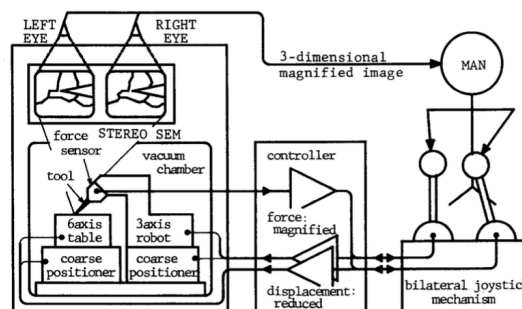 LEFT EYE
RIGHT EYE
3-dimensional
magnified image
MAN
STEREO SEM
force
sensor
vacuum
chamber
tool
controller
force:
magnified
6axis
table
3axis
robot
coarse
positioner
coarse
positioner
displacement:
reduced
bilateral joystic
mechanism